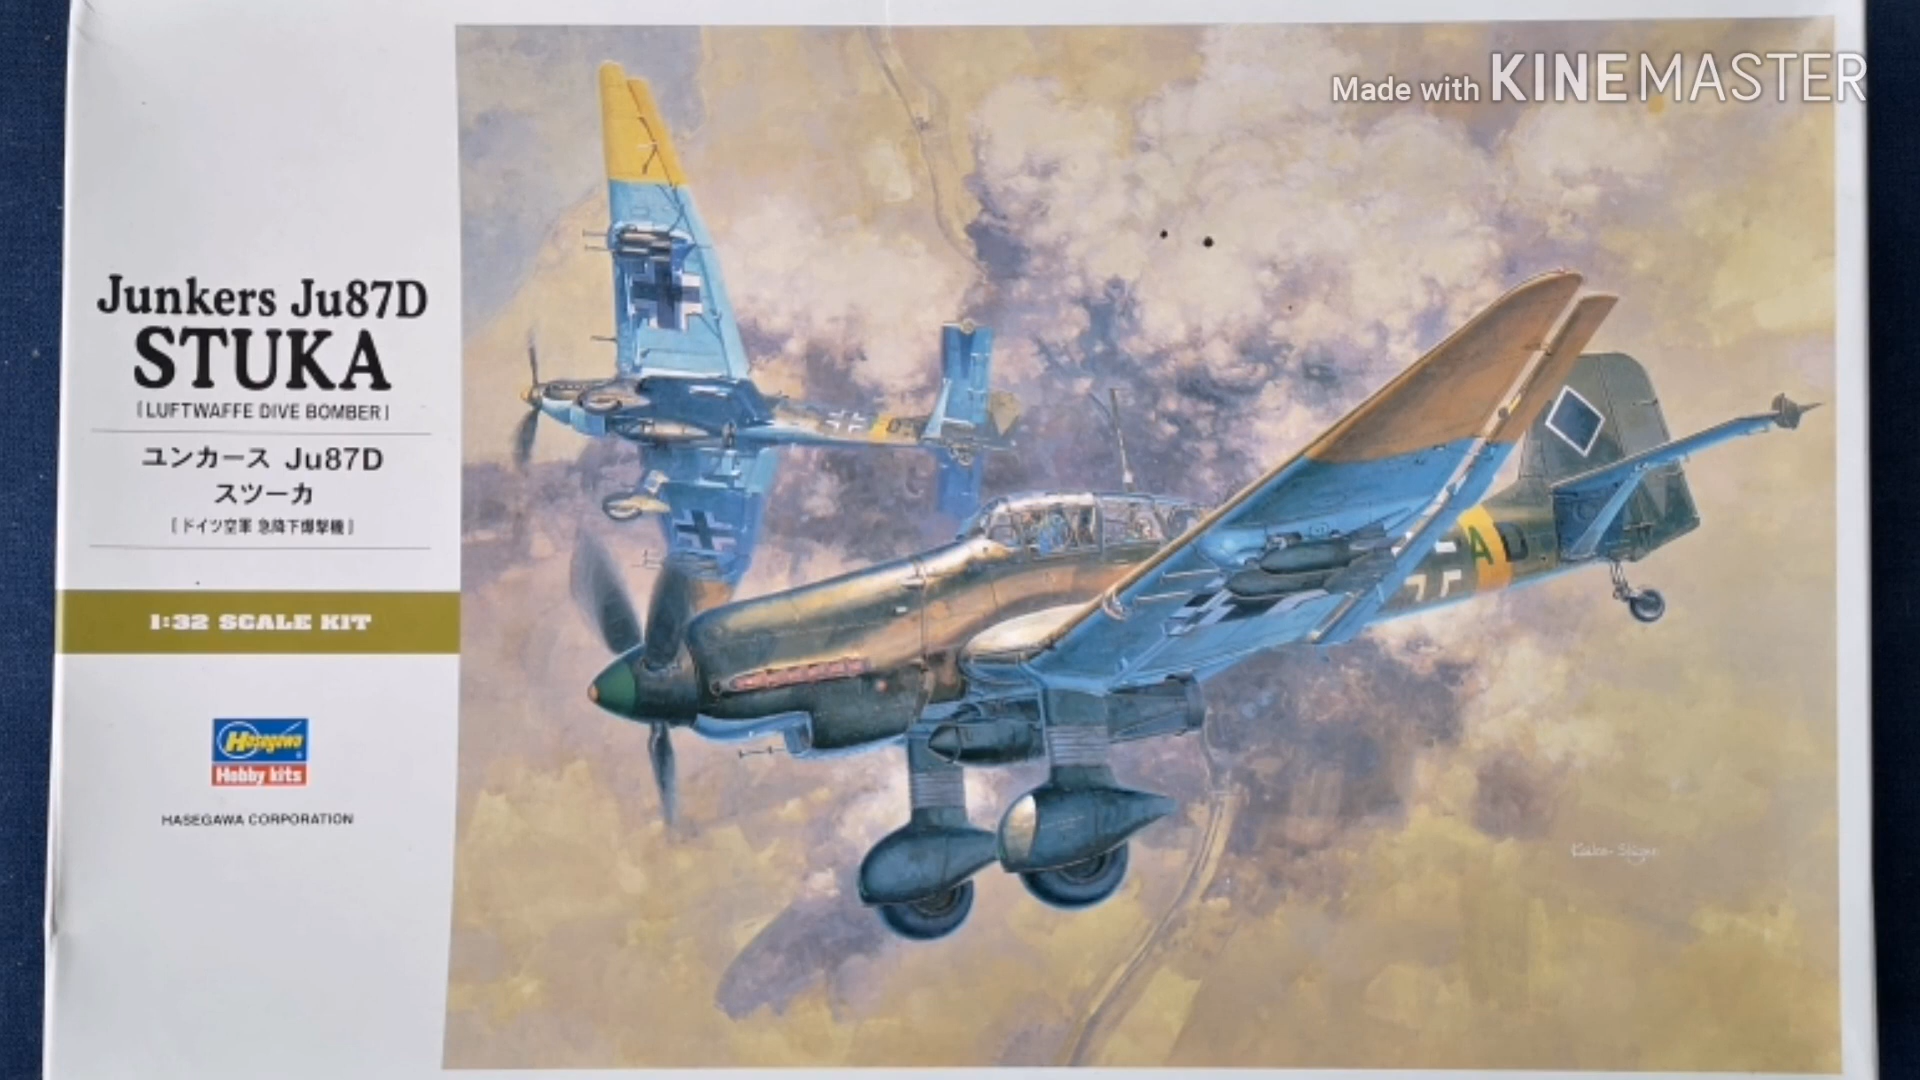 Made with KINEMASTER
Junkers Ju87D
STUKA
[LUFTWAFFE DIVE BOMBER]
ユンカース Ju87D
スツーカ
[ドイツ空軍 急降下爆撃機]
1:32 SCALE KIT
Hasegawa
Hobby kits
HASEGAWA CORPORATION
A D